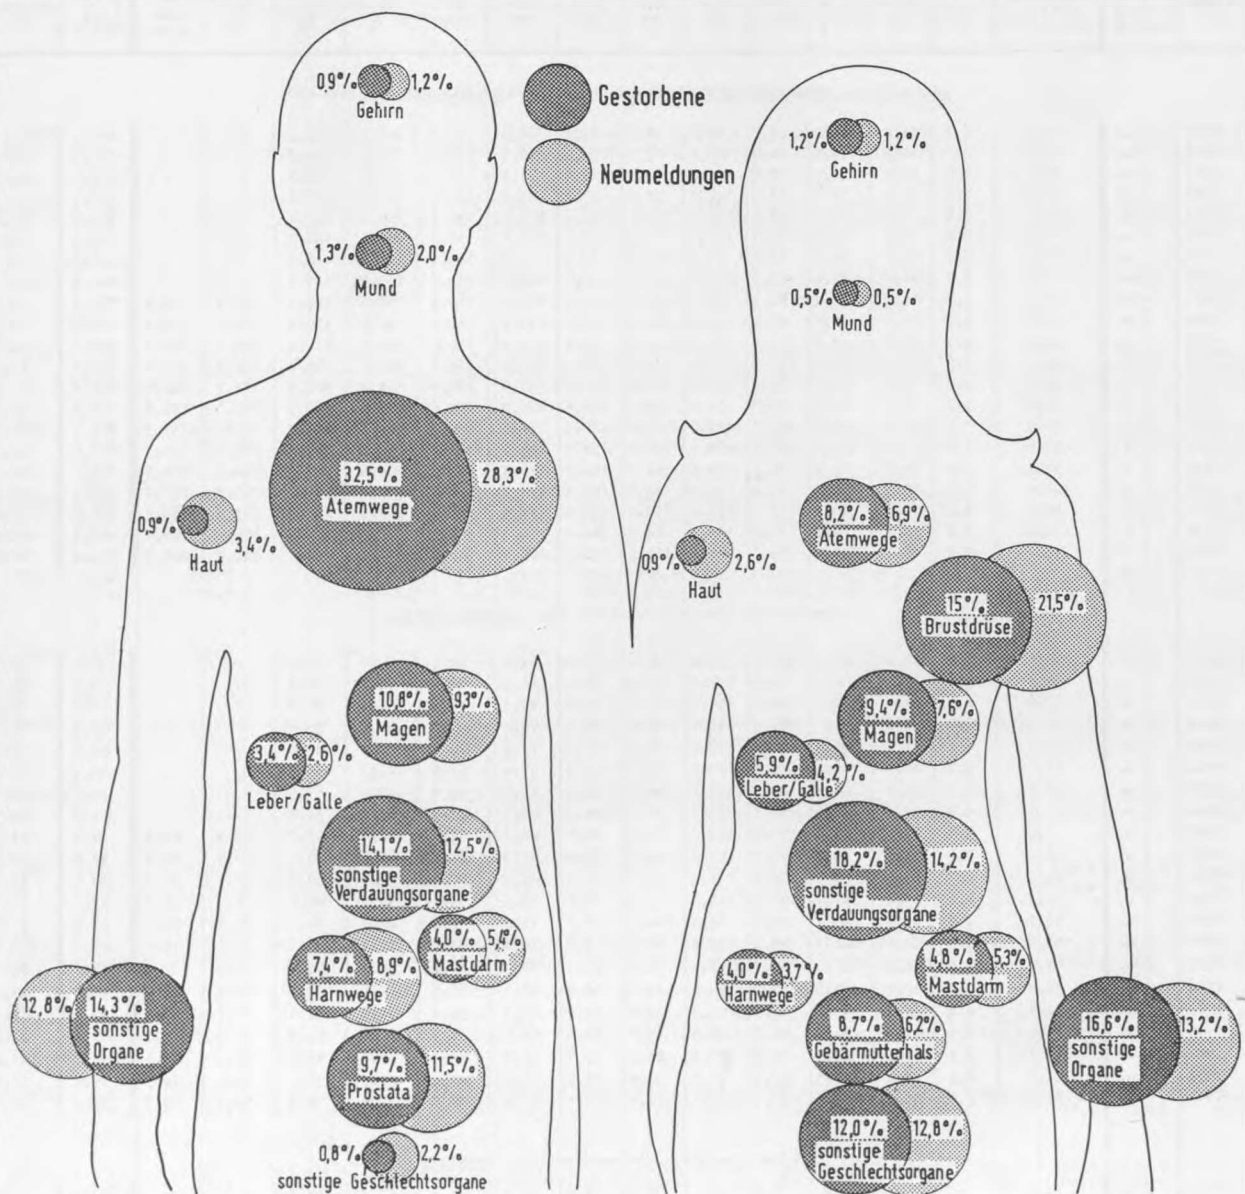 0,9% 1,2%
Gehirn
1,3% 2,0%
Mund
32,5% 28,3%
Atemwege
0,9% 3,4%
Haut
10,8% 9,3%
Magen
3,4% 2,6%
Leber/Galle
14,1% 12,5%
sonstige
Verdauungsorgane
4,0% 5,4%
Mastdarm
7,4% 8,9%
Harnwege
12,8% 14,3%
sonstige
Organe
9,7% 11,5%
Prostata
0,8% 2,2%
sonstige Geschlechtsorgane
Gestorbene
Neumeldungen
1,2% 1,2%
Gehirn
0,5% 0,5%
Mund
8,2% 6,9%
Atemwege
0,9% 2,6%
Haut
15% 21,5%
Brustdrüse
9,4% 7,6%
Magen
5,9% 4,2%
Leber/Galle
18,2% 14,2%
sonstige
Verdauungsorgane
4,8% 5,3%
Mastdarm
4,0% 3,7%
Harnwege
8,7% 6,2%
Gebärmutterhals
16,6% 13,2%
sonstige
Organe
12,0% 12,8%
sonstige
Geschlechtsorgane